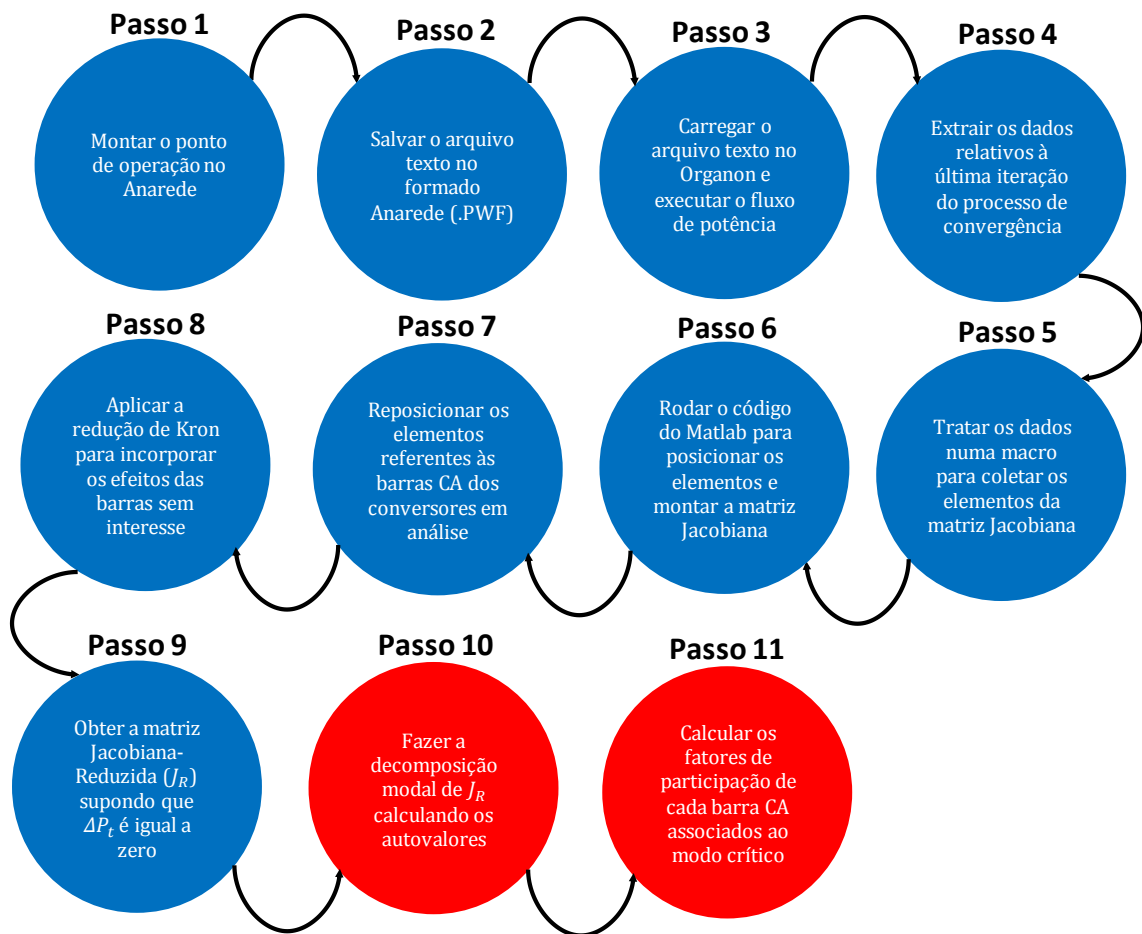 Passo 1
Montar o ponto
de operação no
Anarede
Passo 2
Salvar o arquivo
texto no
formado
Anarede (.PWF)
Passo 3
Carregar o
arquivo texto no
Organon e
executar o fluxo
de potência
Passo 4
Extrair os dados
relativos à
última iteração
do processo de
convergência
Passo 5
Tratar os dados
numa macro
para coletar os
elementos da
matriz Jacobiana
Passo 6
Rodar o código
do Matlab para
posicionar os
elementos e
montar a matriz
Jacobiana
Passo 7
Reposicionar os
elementos
referentes às
barras CA dos
conversores em
análise
Passo 8
Aplicar a
redução de Kron
para incorporar
os efeitos das
barras sem
interesse
Passo 9
Obter a matriz
Jacobiana-
Reduzida (J_R)
supondo que
ΔP_t é igual a
zero
Passo 10
Fazer a
decomposição
modal de J_R
calculando os
autovalores
Passo 11
Calcular os
fatores de
participação de
cada barra CA
associados ao
modo crítico